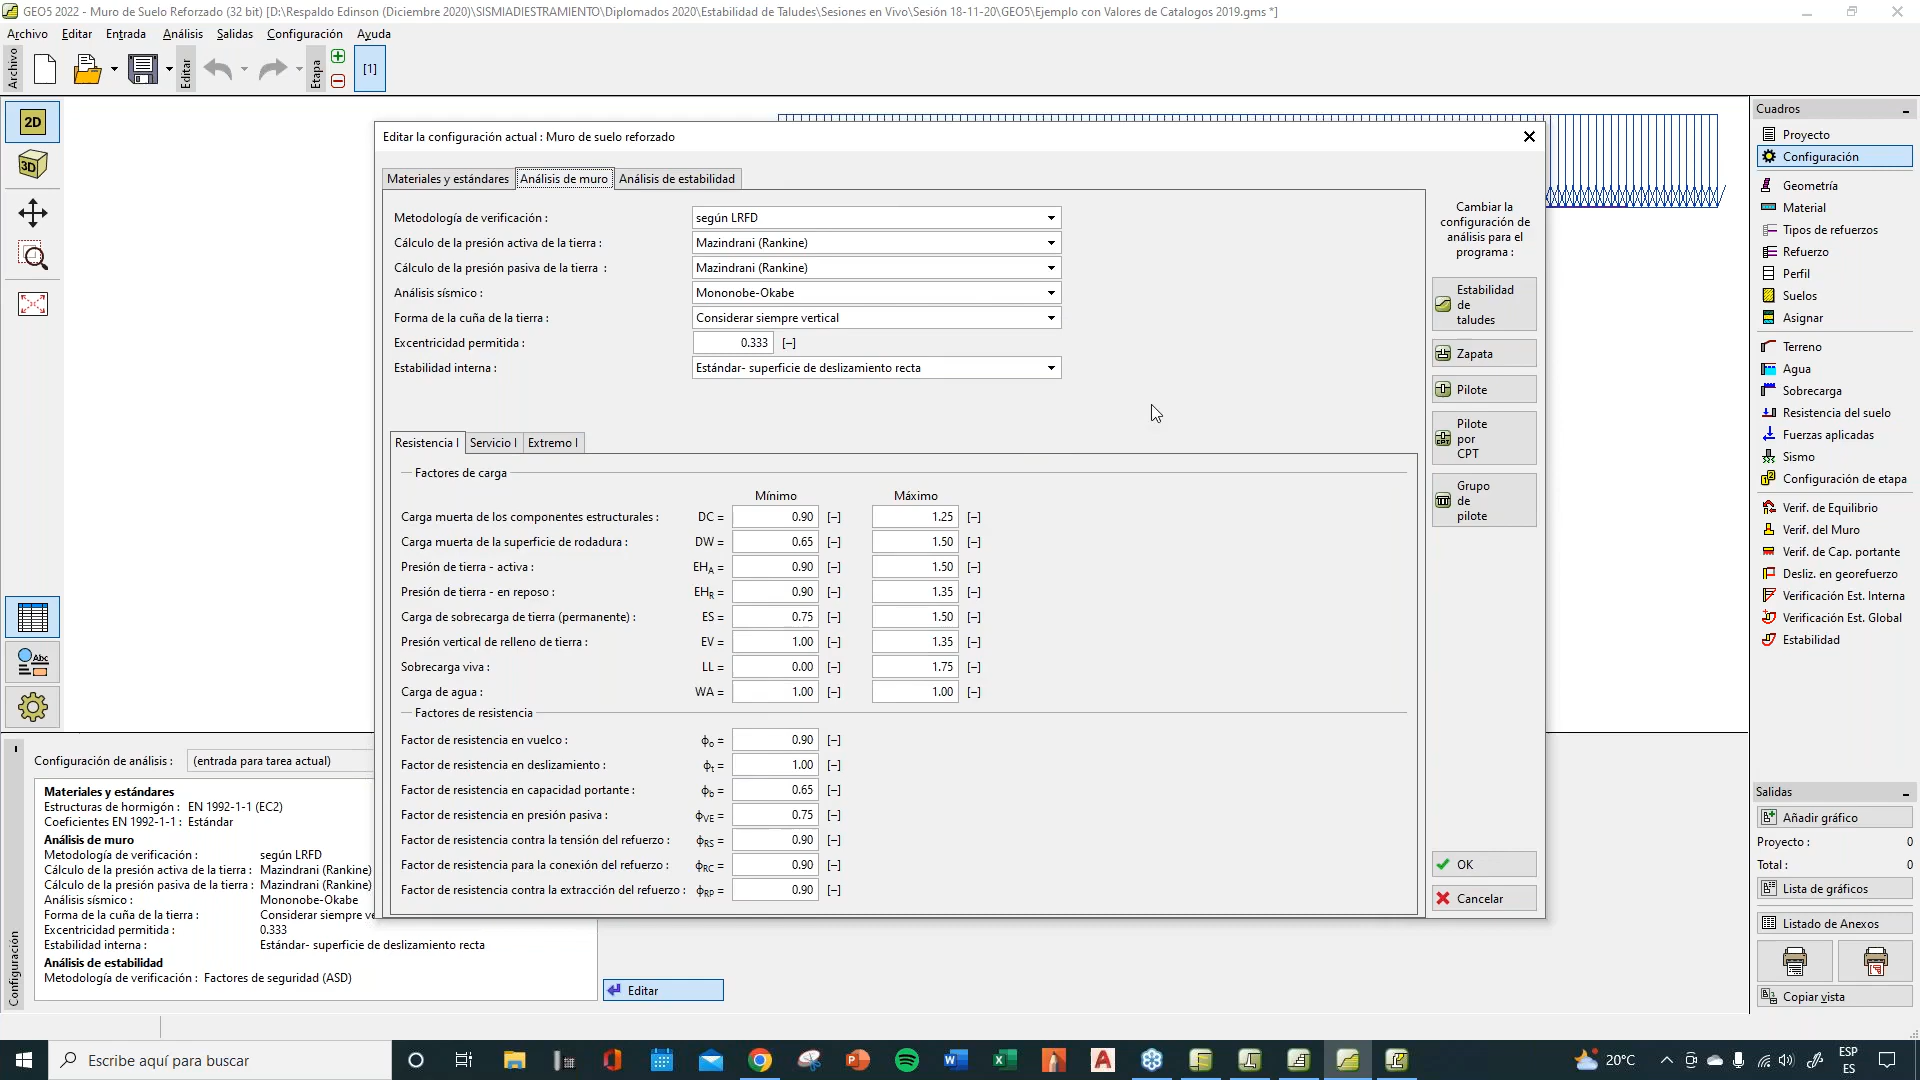 GEO5 2022 - Muro de Suelo Reforzado (32 bit) [D:\Respaldo Edinson (Diciembre 2020)\SISMIADIESTRAMIENTO\Diplomados 2020\Estabilidad de Taludes\Sesiones en Vivo\Sesión 18-11-20\GEO5\Ejemplo con Valores de Catalogos 2019.gms *]
Archivo Editar Entrada Análisis Salidas Configuración Ayuda
Archivo
Editar
Etapa
[1]
2D
3D
Abc
Editar la configuración actual : Muro de suelo reforzado
Materiales y estándares Análisis de muro Análisis de estabilidad
Metodología de verificación : según LRFD
Cálculo de la presión activa de la tierra : Mazindrani (Rankine)
Cálculo de la presión pasiva de la tierra : Mazindrani (Rankine)
Análisis sísmico : Mononobe-Okabe
Forma de la cuña de la tierra : Considerar siempre vertical
Excentricidad permitida : 0.333 [–]
Estabilidad interna : Estándar- superficie de deslizamiento recta
Resistencia I Servicio I Extremo I
Factores de carga
Mínimo Máximo
Carga muerta de los componentes estructurales : DC = 0.90 [–] 1.25 [–]
Carga muerta de la superficie de rodadura : DW = 0.65 [–] 1.50 [–]
Presión de tierra - activa : EHA = 0.90 [–] 1.50 [–]
Presión de tierra - en reposo : EHR = 0.90 [–] 1.35 [–]
Carga de sobrecarga de tierra (permanente) : ES = 0.75 [–] 1.50 [–]
Presión vertical de relleno de tierra : EV = 1.00 [–] 1.35 [–]
Sobrecarga viva : LL = 0.00 [–] 1.75 [–]
Carga de agua : WA = 1.00 [–] 1.00 [–]
Factores de resistencia
Factor de resistencia en vuelco : ϕo = 0.90 [–]
Factor de resistencia en deslizamiento : ϕt = 1.00 [–]
Factor de resistencia en capacidad portante : ϕb = 0.65 [–]
Factor de resistencia en presión pasiva : ϕVE = 0.75 [–]
Factor de resistencia contra la tensión del refuerzo : ϕRS = 0.90 [–]
Factor de resistencia para la conexión del refuerzo : ϕRC = 0.90 [–]
Factor de resistencia contra la extracción del refuerzo : ϕRP = 0.90 [–]
Cambiar la
configuración de
análisis para el
programa :
Estabilidad
de
taludes
Zapata
Pilote
Pilote
por
CPT
Grupo
de
pilote
OK
Cancelar
Cuadros
Proyecto
Configuración
Geometría
Material
Tipos de refuerzos
Refuerzo
Perfil
Suelos
Asignar
Terreno
Agua
Sobrecarga
Resistencia del suelo
Fuerzas aplicadas
Sismo
Configuración de etapa
Verif. de Equilibrio
Verif. del Muro
Verif. de Cap. portante
Desliz. en georefuerzo
Verificación Est. Interna
Verificación Est. Global
Estabilidad
Salidas
Añadir gráfico
Proyecto : 0
Total : 0
Lista de gráficos
Listado de Anexos
Copiar vista
Configuración
Configuración de análisis : (entrada para tarea actual)
Materiales y estándares
Estructuras de hormigón : EN 1992-1-1 (EC2)
Coeficientes EN 1992-1-1 : Estándar
Análisis de muro
Metodología de verificación : según LRFD
Cálculo de la presión activa de la tierra : Mazindrani (Rankine)
Cálculo de la presión pasiva de la tierra : Mazindrani (Rankine)
Análisis sísmico : Mononobe-Okabe
Forma de la cuña de la tierra : Considerar siempre ve
Excentricidad permitida : 0.333
Estabilidad interna : Estándar- superficie de deslizamiento recta
Análisis de estabilidad
Metodología de verificación : Factores de seguridad (ASD)
Editar
Escribe aquí para buscar
20°C
ESP
ES